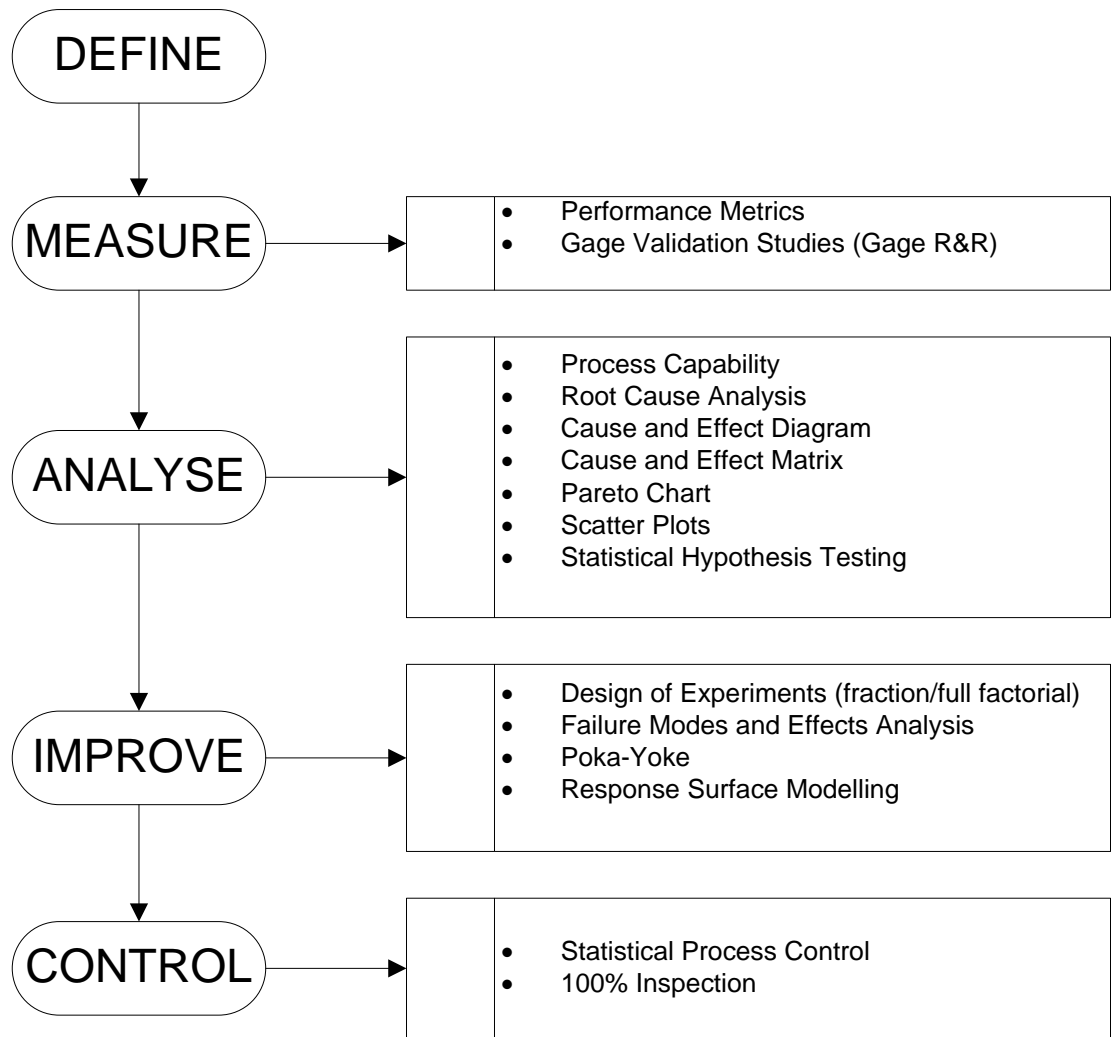 DEFINE
MEASURE
• Performance Metrics
• Gage Validation Studies (Gage R&R)
ANALYSE
• Process Capability
• Root Cause Analysis
• Cause and Effect Diagram
• Cause and Effect Matrix
• Pareto Chart
• Scatter Plots
• Statistical Hypothesis Testing
IMPROVE
• Design of Experiments (fraction/full factorial)
• Failure Modes and Effects Analysis
• Poka-Yoke
• Response Surface Modelling
CONTROL
• Statistical Process Control
• 100% Inspection